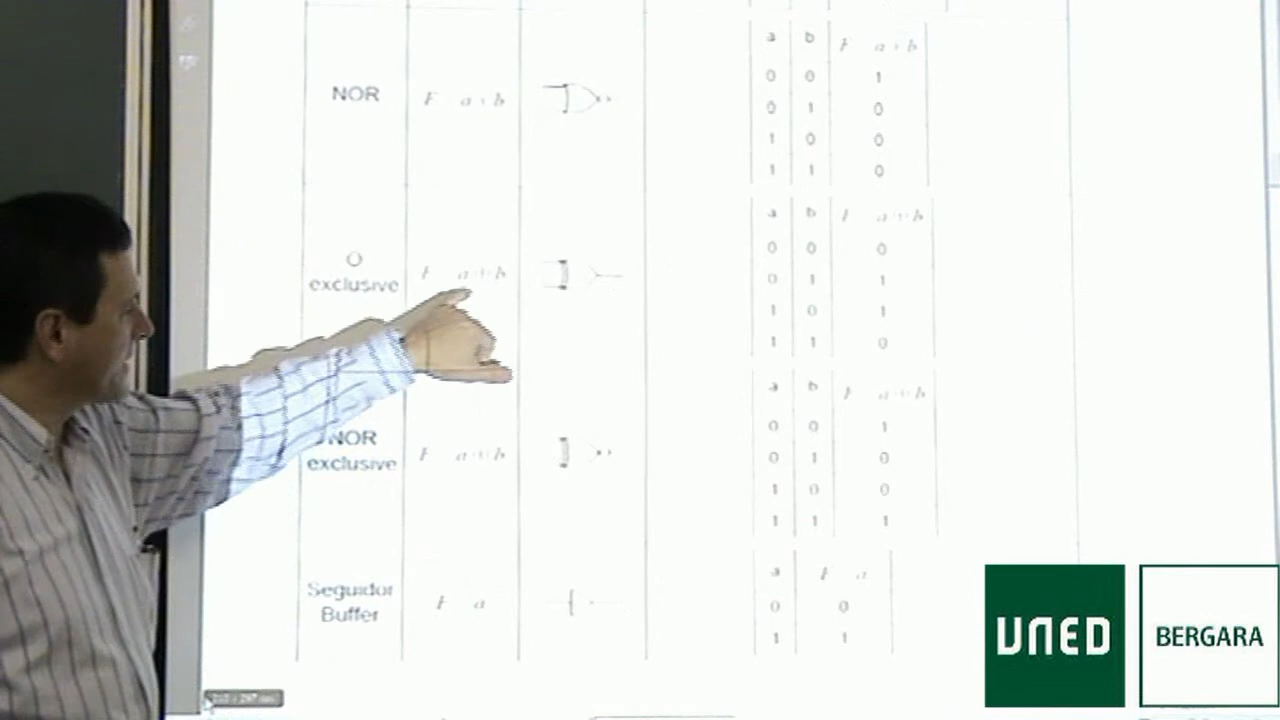 a b F a+b
NOR F a+b
0 0 1
0 1 0
1 0 0
1 1 0
a b F a b
O
exclusive F a b
0 0 0
0 1 1
1 0 1
1 1 0
a b F a b
NOR
exclusive F a b
0 0 1
0 1 0
1 0 0
1 1 1
a F a
Seguidor
Buffer F a
0 0
1 1
UNED
BERGARA